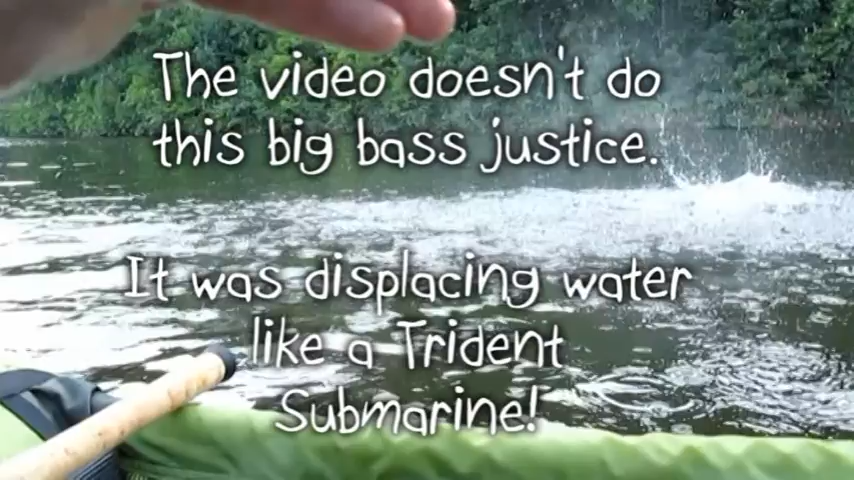 The video doesn't do
this big bass justice.
It was displacing water
like a Trident
Submarine!